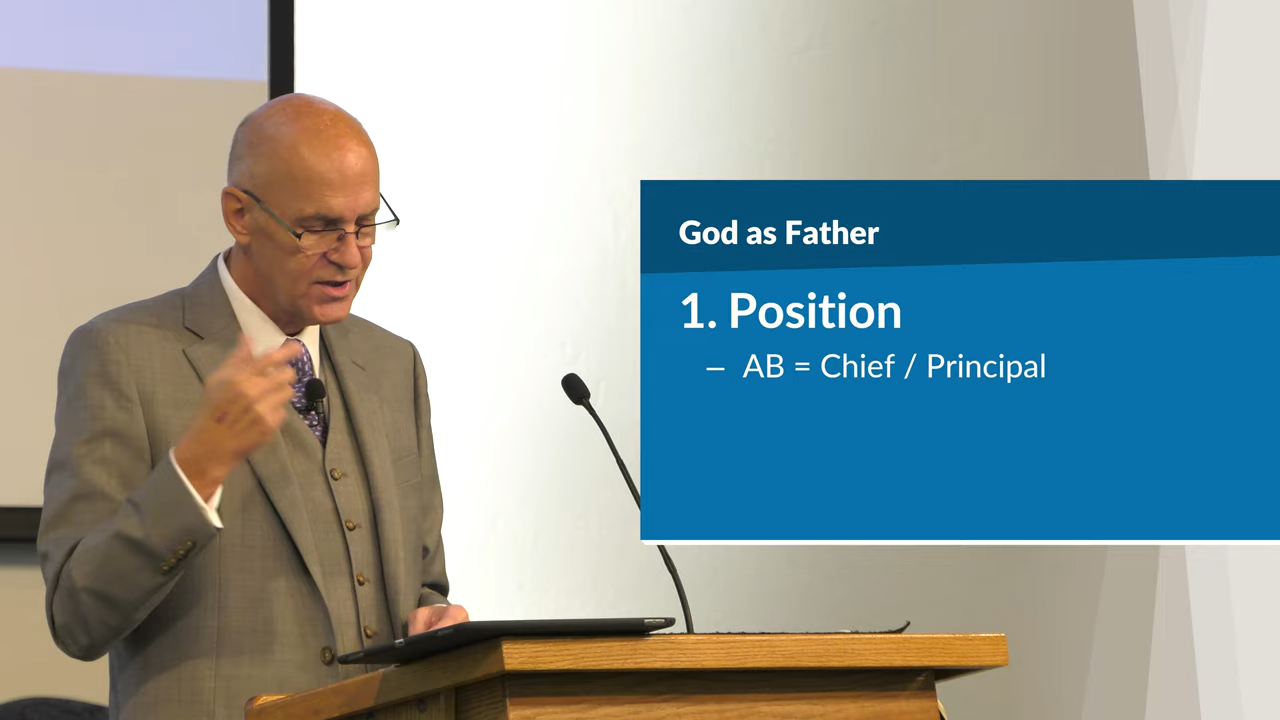 God as Father
1. Position
– AB = Chief / Principal